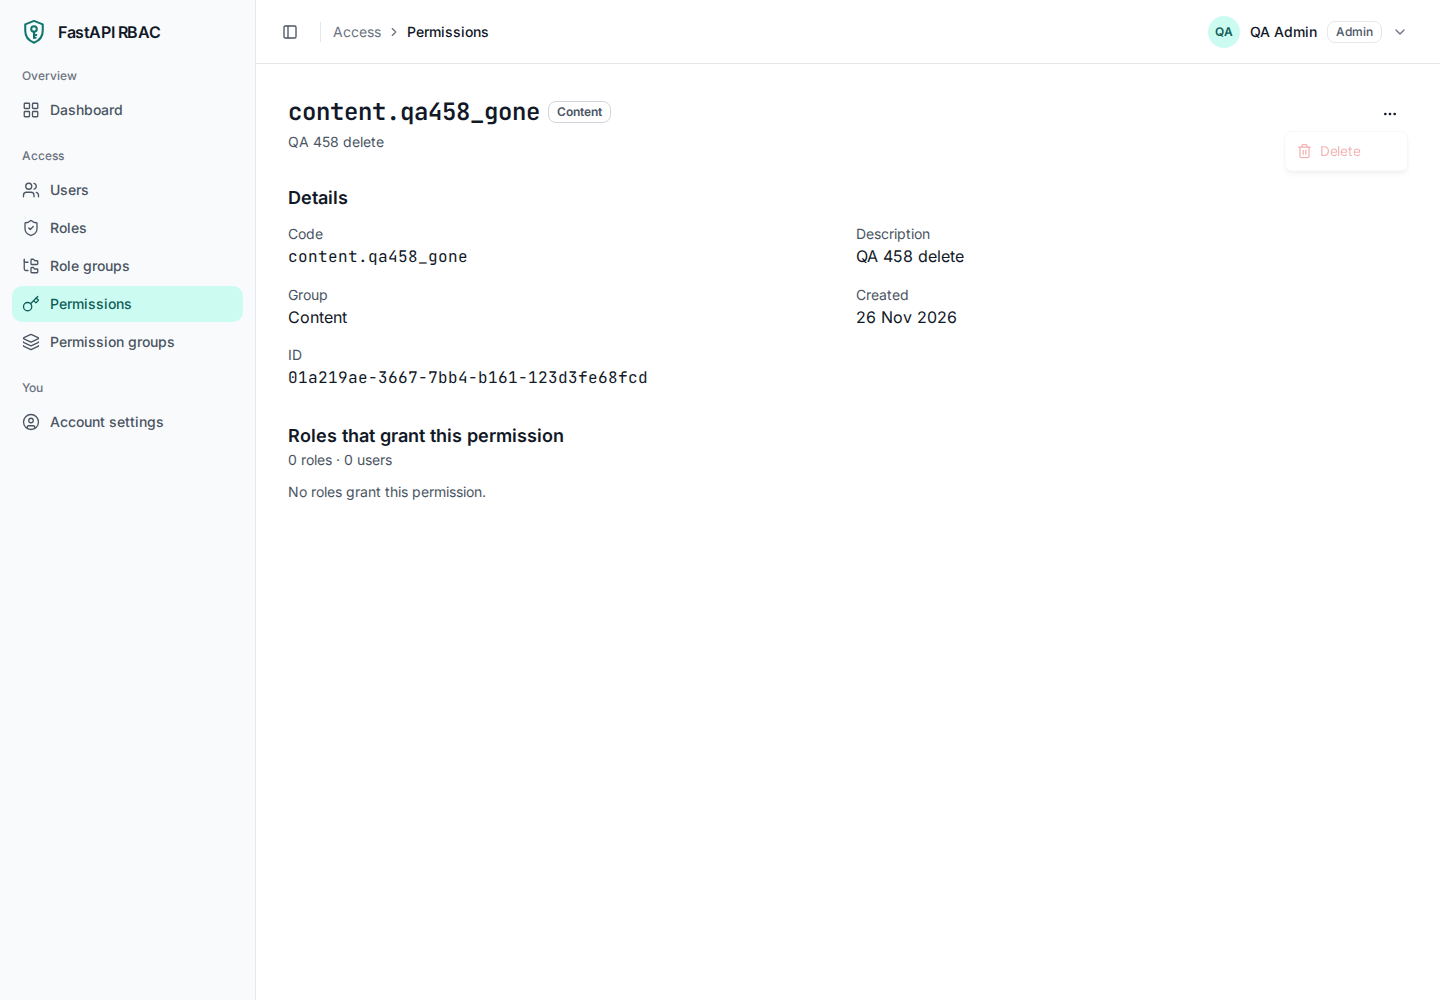 FastAPI RBAC
Overview
Dashboard
Access
Users
Roles
Role groups
Permissions
Permission groups
You
Account settings
Access > Permissions
QA QA Admin Admin
content.qa458_gone Content
QA 458 delete
Delete
Details
Code
content.qa458_gone
Description
QA 458 delete
Group
Content
Created
26 Nov 2026
ID
01a219ae-3667-7bb4-b161-123d3fe68fcd
Roles that grant this permission
0 roles · 0 users
No roles grant this permission.